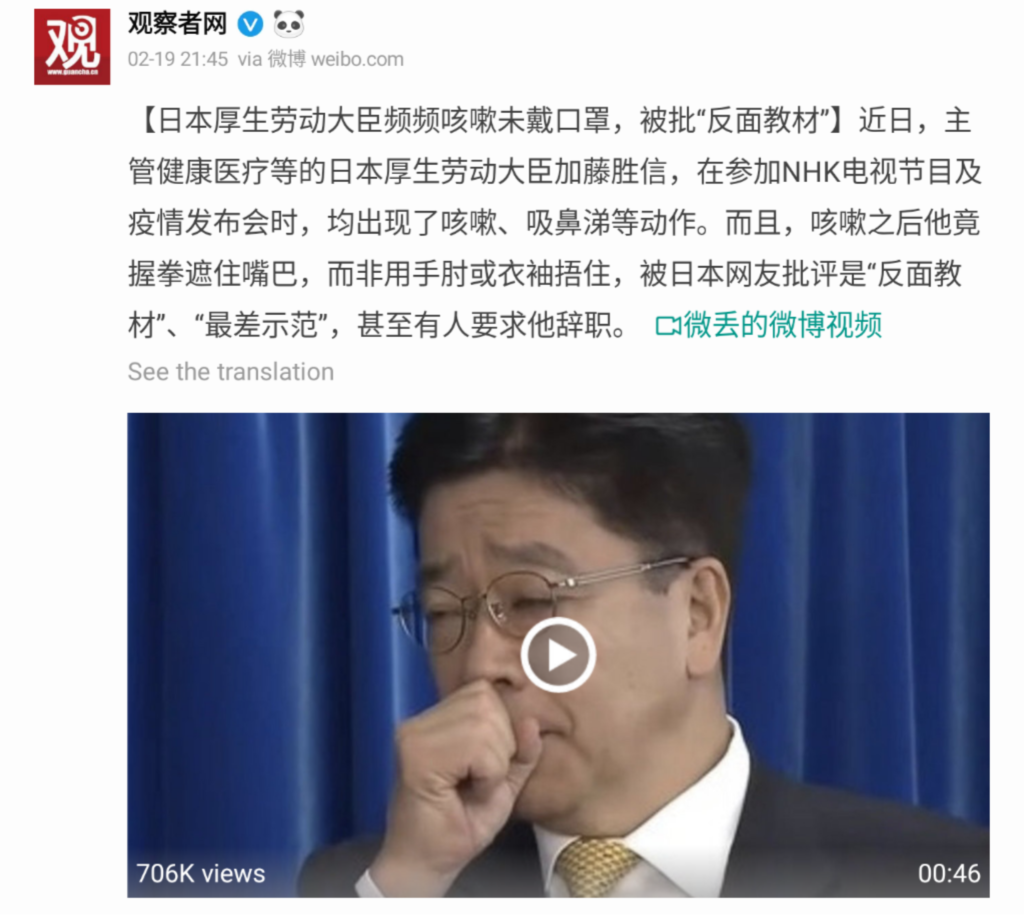 观
www.guancha.cn
观察者网
02-19 21:45 via 微博 weibo.com
【日本厚生劳动大臣频频咳嗽未戴口罩，被批“反面教材”】近日，主
管健康医疗等的日本厚生劳动大臣加藤胜信，在参加NHK电视节目及
疫情发布会时，均出现了咳嗽、吸鼻涕等动作。而且，咳嗽之后他竟
握拳遮住嘴巴，而非用手肘或衣袖捂住，被日本网友批评是“反面教
材”、“最差示范”，甚至有人要求他辞职。 微丢的微博视频
See the translation
706K views
00:46